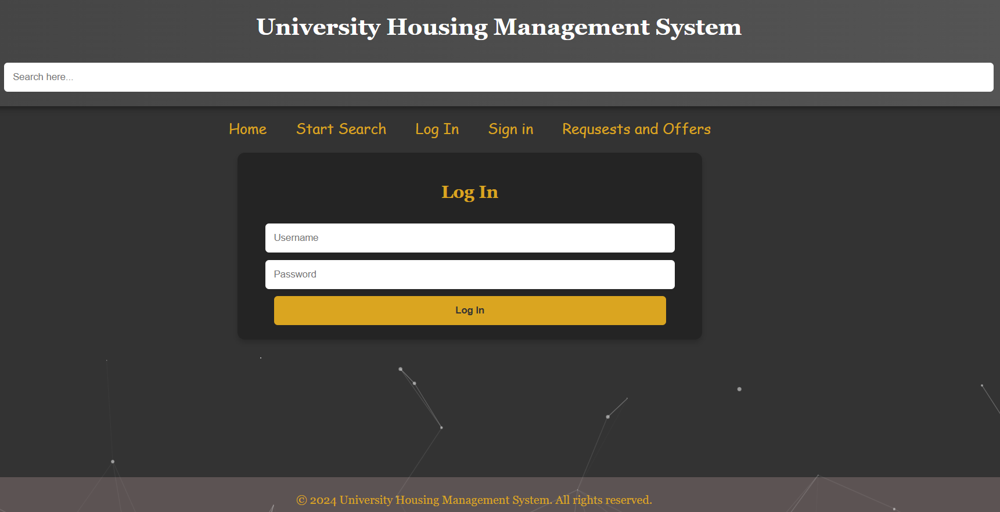 University Housing Management System
Search here...
Home Start Search Log In Sign in Requsests and Offers
Log In
Username
Password
Log In
© 2024 University Housing Management System. All rights reserved.